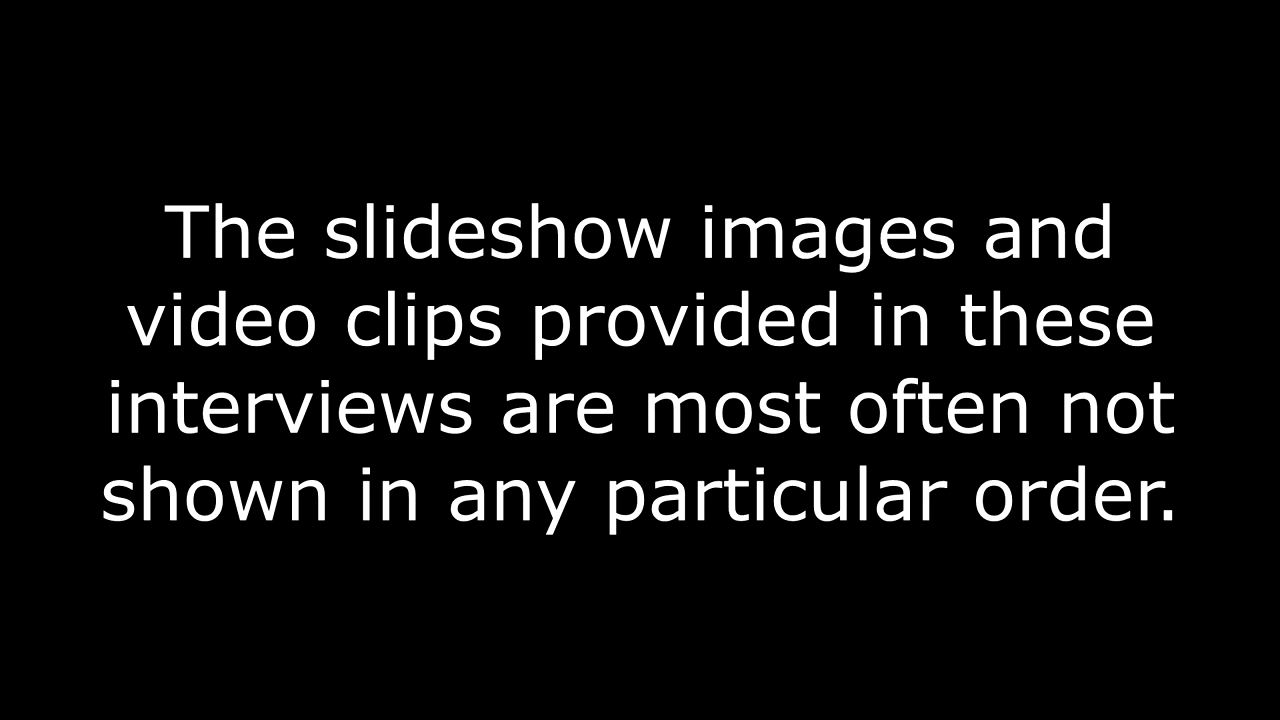 The slideshow images and
video clips provided in these
interviews are most often not
shown in any particular order.